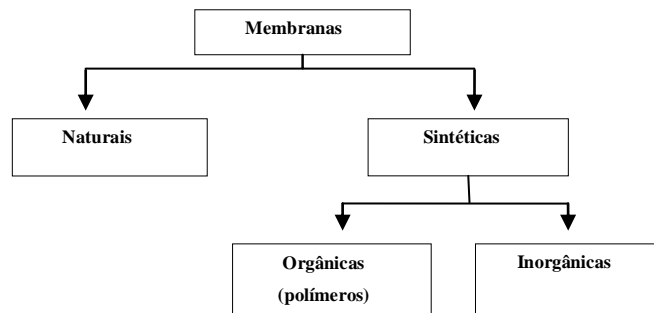 Membranas
Naturais
Sintéticas
Orgânicas
(polímeros)
Inorgânicas